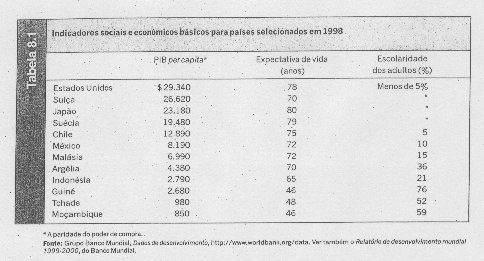 Tabela 8.1
Indicadores sociais e econômicos básicos para países selecionados em 1998
PIB per capita* Expectativa de vida Escolaridade
(anos) dos adultos (%)
Estados Unidos $29.340 78 Menos de 5%
Suíça 26.620 70 "
Japão 23.180 80 "
Suécia 19.480 79 "
Chile 12.890 75 5
México 8.190 72 10
Malásia 6.990 72 15
Argélia 4.380 70 36
Indonésia 2.790 65 21
Guiné 2.680 46 76
Tchade 980 48 52
Moçambique 850 46 59
* A paridade do poder de compra.
Fonte: Grupo Banco Mundial, Dados de desenvolvimento, http://www.worldbank.org/data. Ver também o Relatório do desenvolvimento mundial
1999-2000, do Banco Mundial.